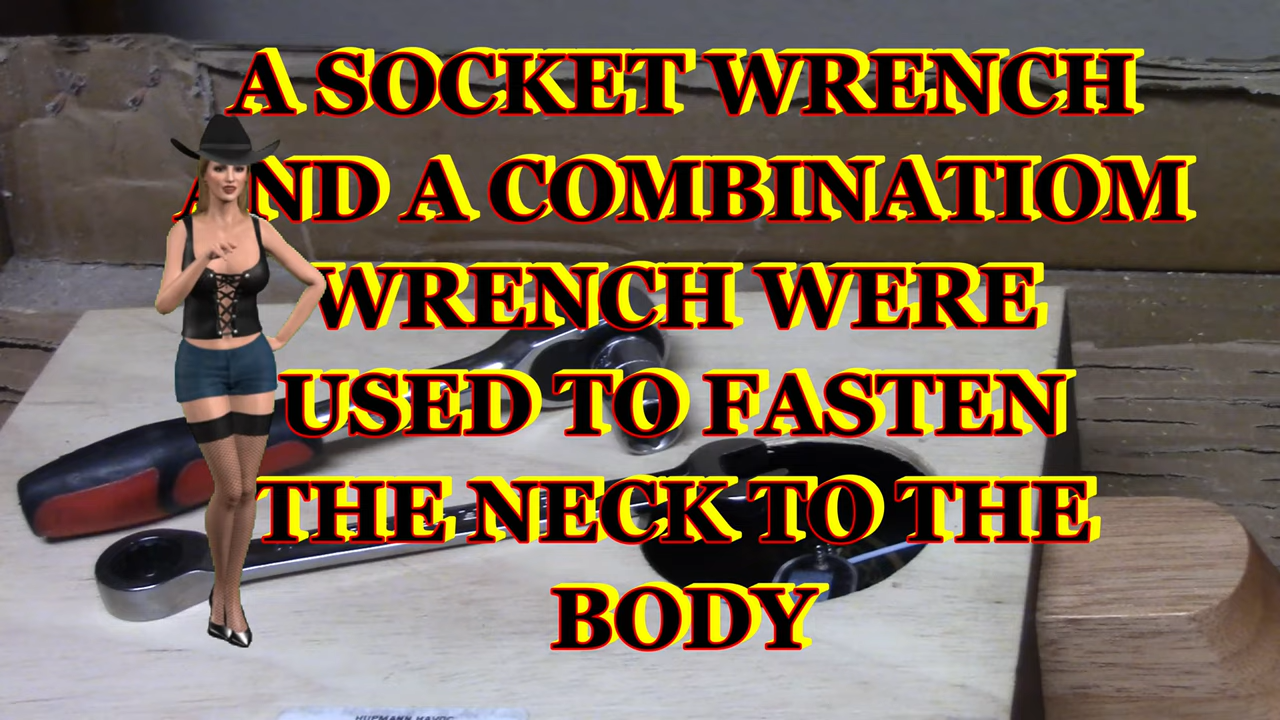 A SOCKET WRENCH
AND A COMBINATIOM
WRENCH WERE
USED TO FASTEN
THE NECK TO THE
BODY